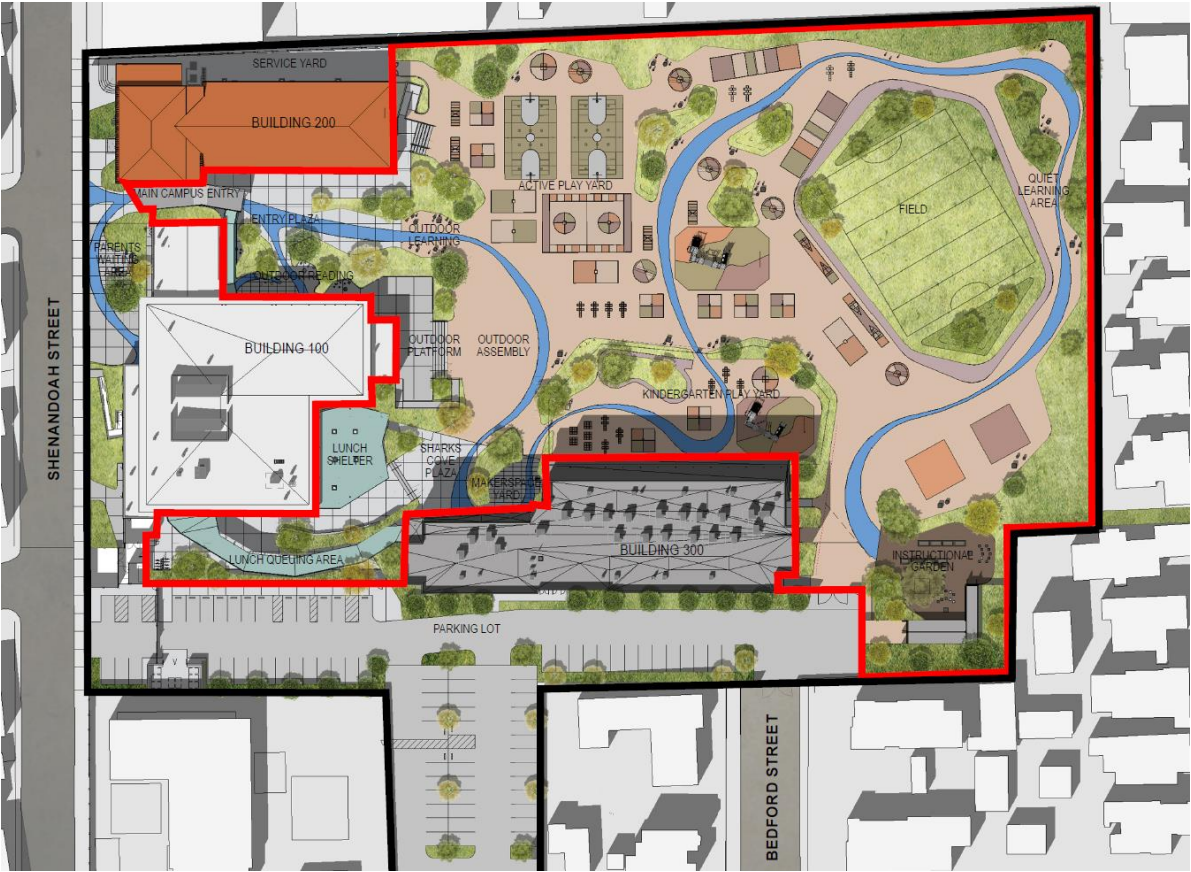 SERVICE YARD
BUILDING 200
ACTIVE PLAY YARD
MAIN CAMPUS ENTRY
QUIET
LEARNING
AREA
FIELD
ENTRY PLAZA
OUTDOOR
LEARNING
PARENTS
WAITING
AREA
OUTDOOR READING
SHENANDOAH STREET
BUILDING 100
OUTDOOR
PLATFORM
OUTDOOR
ASSEMBLY
KINDERGARTEN PLAY YARD
LUNCH
SHELTER
SHARKS
COVE
PLAZA
MAKERSPACE
YARD
BUILDING 300
LUNCH QUEUING AREA
INSTRUCTIONAL
GARDEN
PARKING LOT
BEDFORD STREET